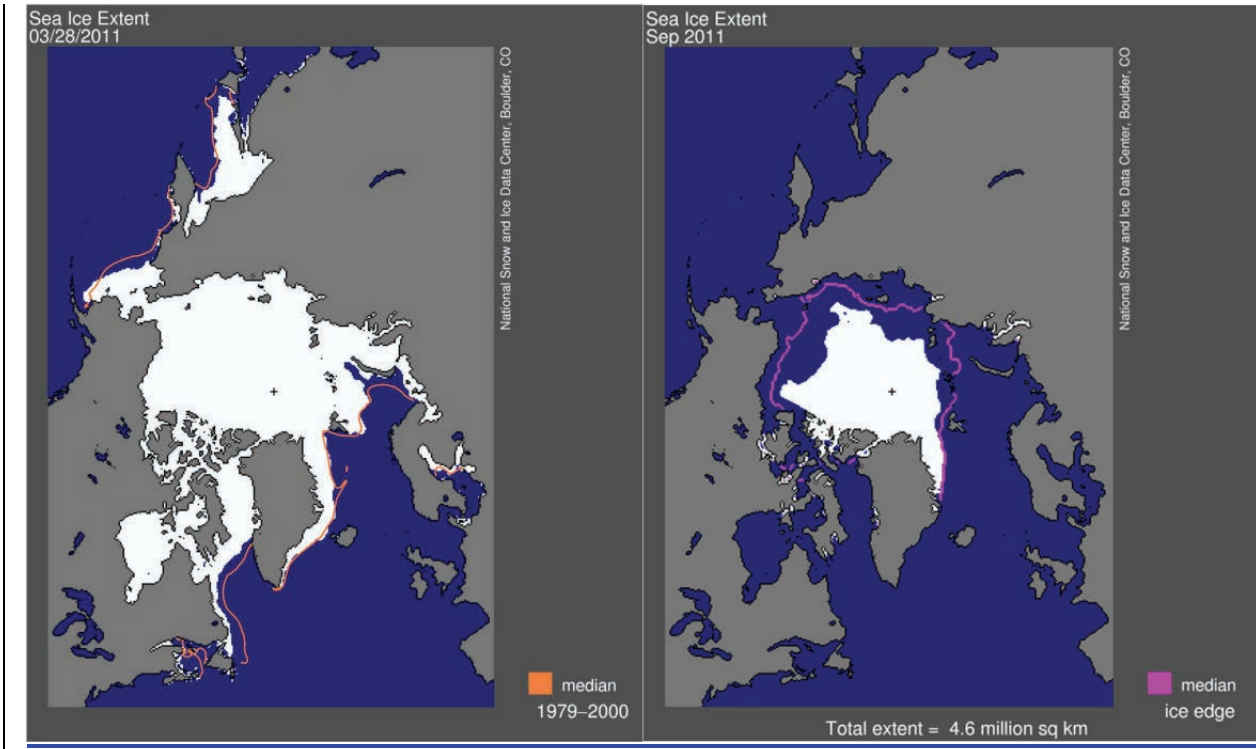 Sea Ice Extent
03/28/2011
National Snow and Ice Data Center, Boulder, CO
median
1979–2000
Sea Ice Extent
Sep 2011
National Snow and Ice Data Center, Boulder, CO
median
ice edge
Total extent = 4.6 million sq km